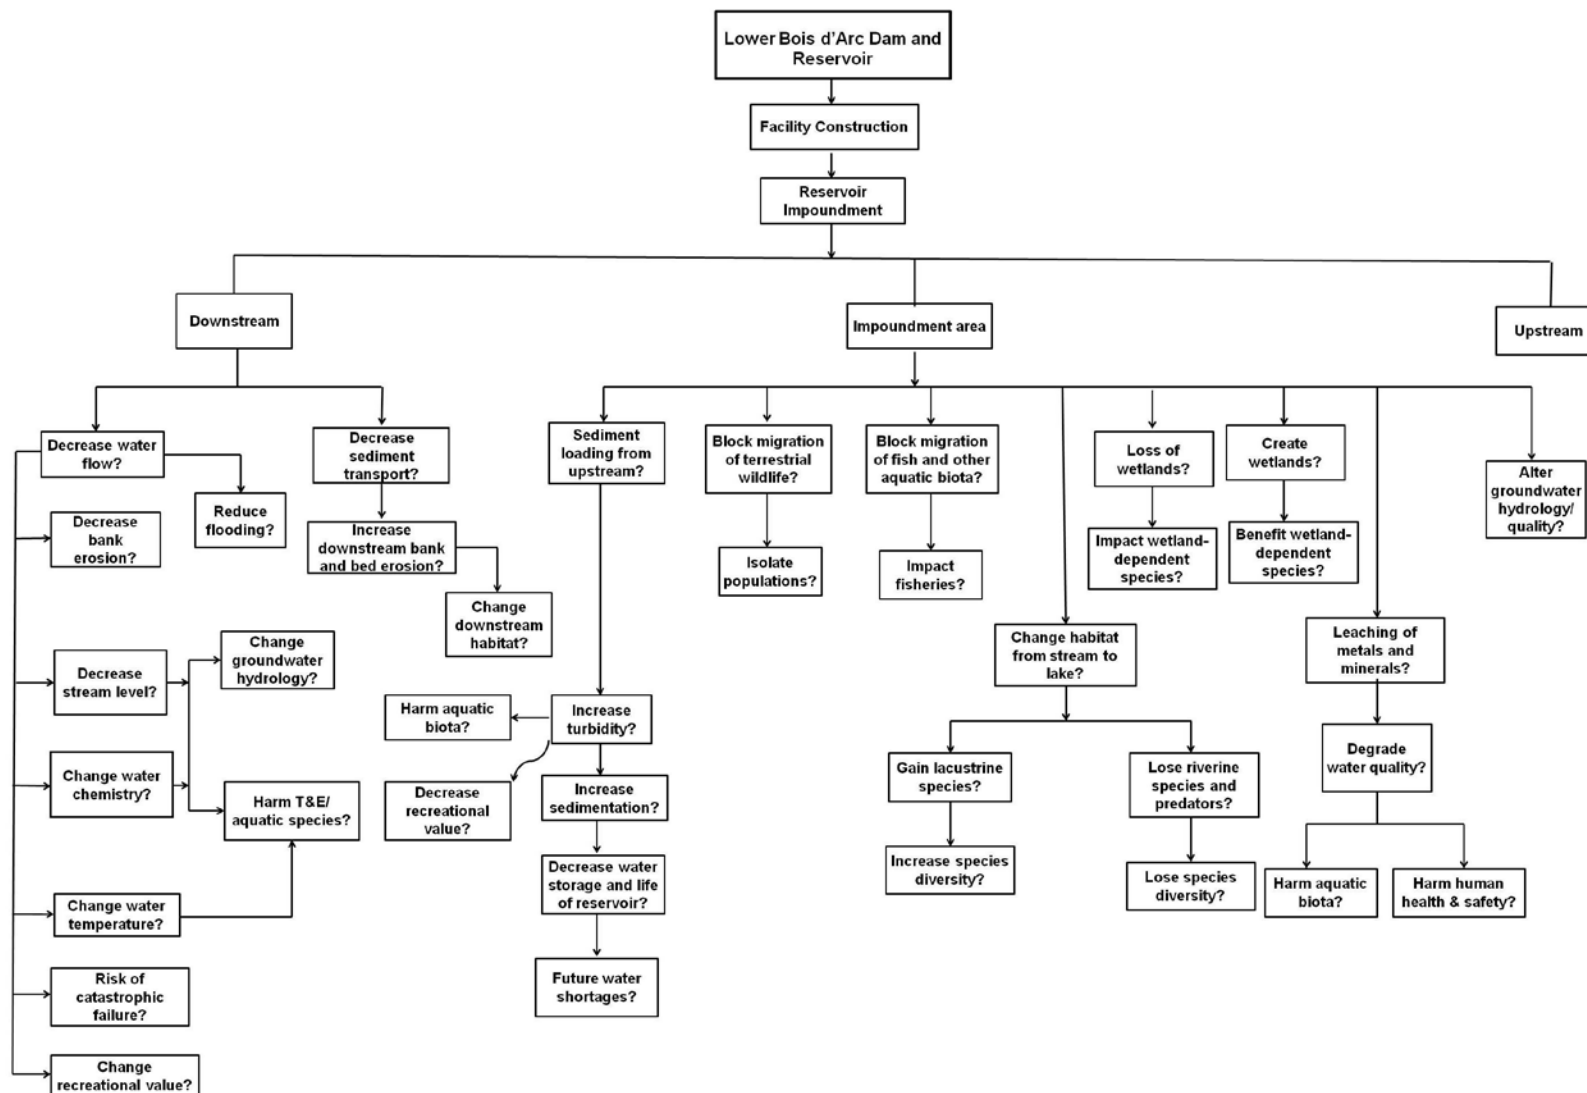 Lower Bois d'Arc Dam and
Reservoir
Facility Construction
Reservoir
Impoundment
Downstream
Impoundment area
Upstream
Decrease water
flow?
Decrease
sediment
transport?
Sediment
loading from
upstream?
Block migration
of terrestrial
wildlife?
Block migration
of fish and other
aquatic biota?
Loss of
wetlands?
Create
wetlands?
Alter
groundwater
hydrology/
quality?
Reduce
flooding?
Decrease
bank
erosion?
Increase
downstream bank
and bed erosion?
Isolate
populations?
Impact
fisheries?
Impact wetland-
dependent
species?
Benefit wetland-
dependent
species?
Change
downstream
habitat?
Change
groundwater
hydrology?
Decrease
stream level?
Change habitat
from stream to
lake?
Leaching of
metals and
minerals?
Harm aquatic
biota?
Increase
turbidity?
Change water
chemistry?
Harm T&E/
aquatic species?
Decrease
recreational
value?
Increase
sedimentation?
Gain lacustrine
species?
Lose riverine
species and
predators?
Degrade
water quality?
Decrease water
storage and life
of reservoir?
Increase species
diversity?
Lose species
diversity?
Harm aquatic
biota?
Harm human
health & safety?
Change water
temperature?
Future water
shortages?
Risk of
catastrophic
failure?
Change
recreational value?